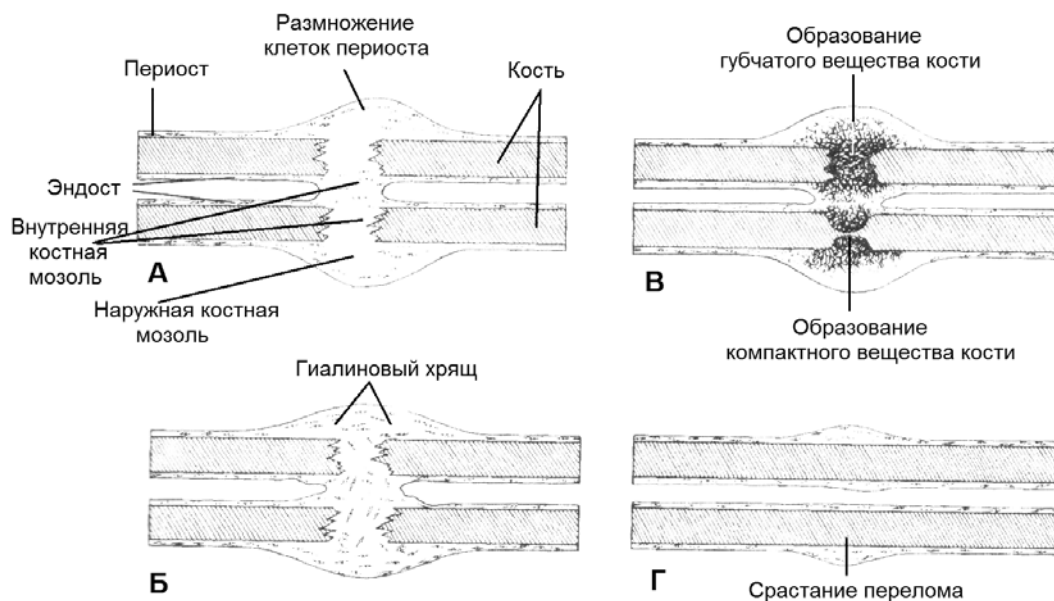 Размножение
клеток периоста
Периост
Кость
Эндост
Внутренняя
костная
мозоль
А
Наружная костная
мозоль
Образование
губчатого вещества кости
В
Образование
компактного вещества кости
Гиалиновый хрящ
Б
Г
Срастание перелома